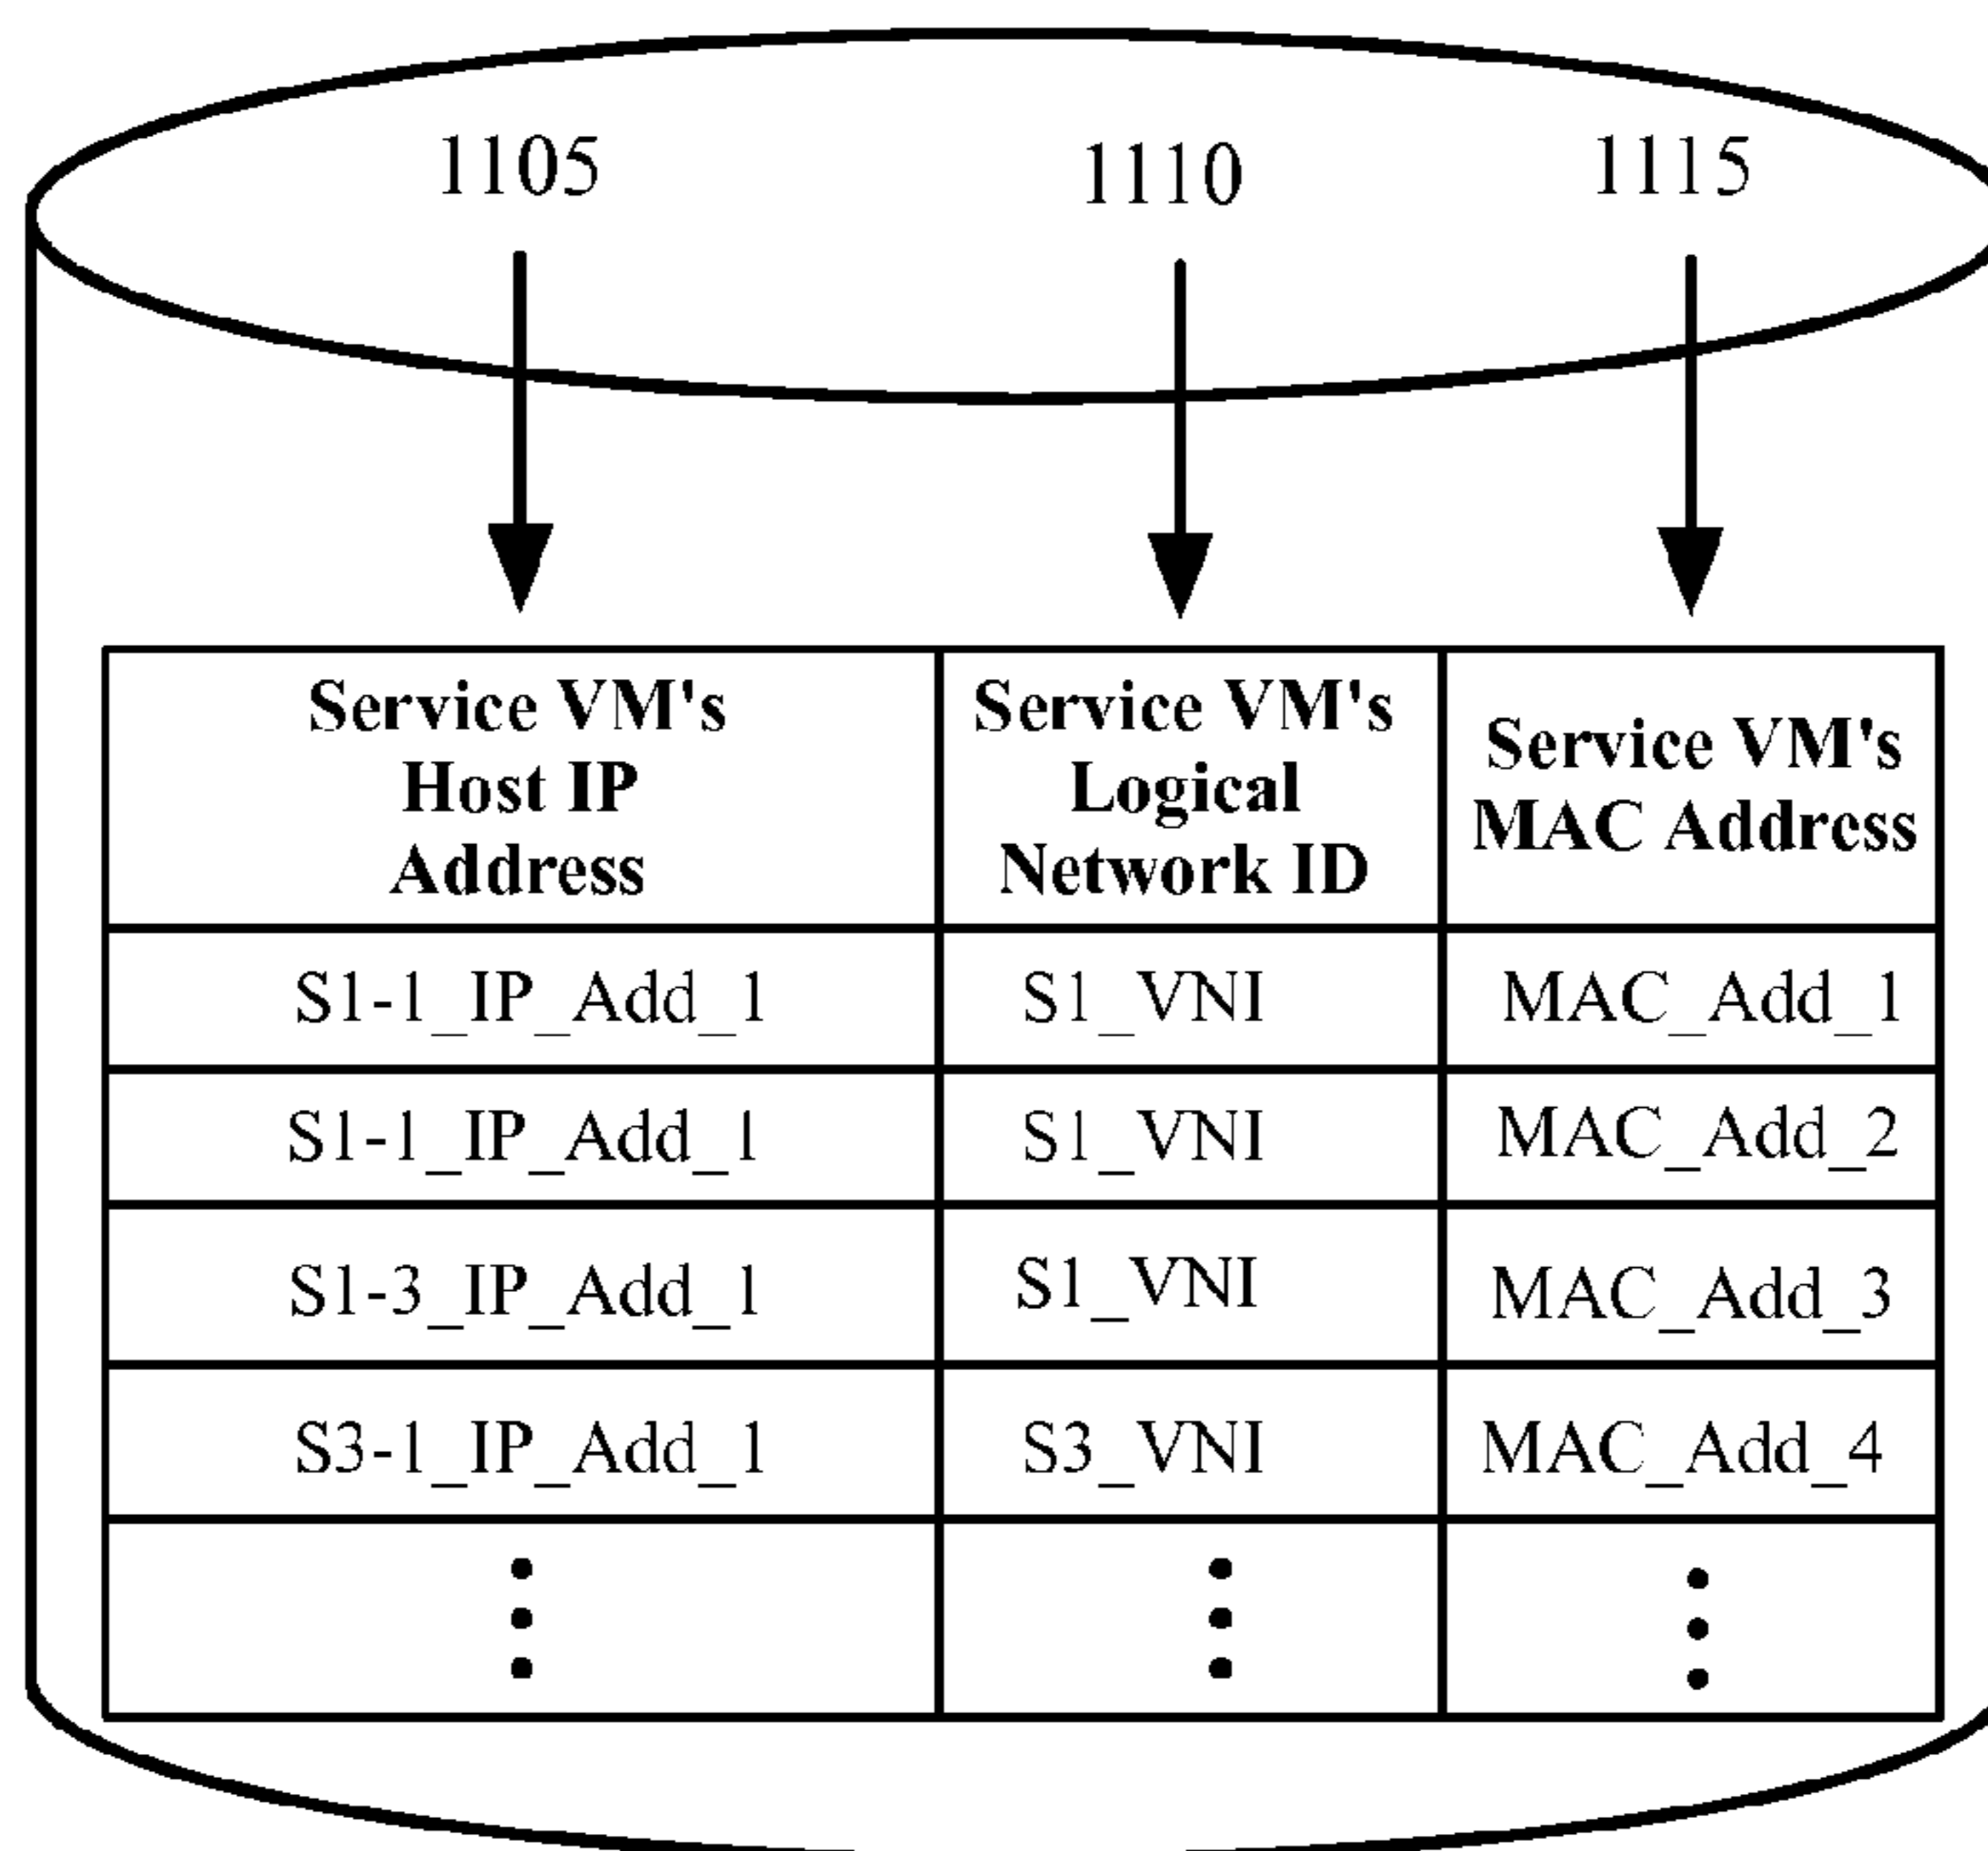 1105 1110 1115
Service VM's
Host IP
Address
Service VM's
Logical
Network ID
Service VM's
MAC Address
S1-1_IP_Add_1 S1_VNI MAC_Add_1
S1-1_IP_Add_1 S1_VNI MAC_Add_2
S1-3_IP_Add_1 S1_VNI MAC_Add_3
S3-1_IP_Add_1 S3_VNI MAC_Add_4